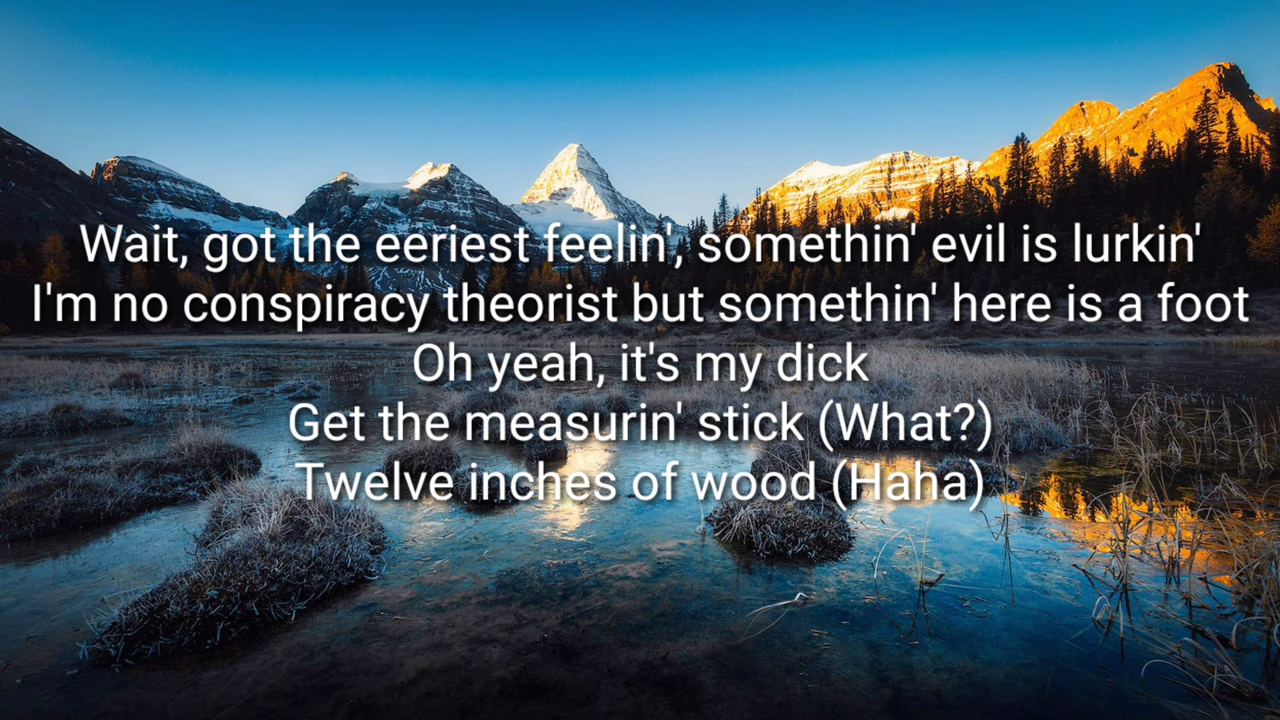 Wait, got the eeriest feelin', somethin' evil is lurkin'
I'm no conspiracy theorist but somethin' here is a foot
Oh yeah, it's my dick
Get the measurin' stick (What?)
Twelve inches of wood (Haha)